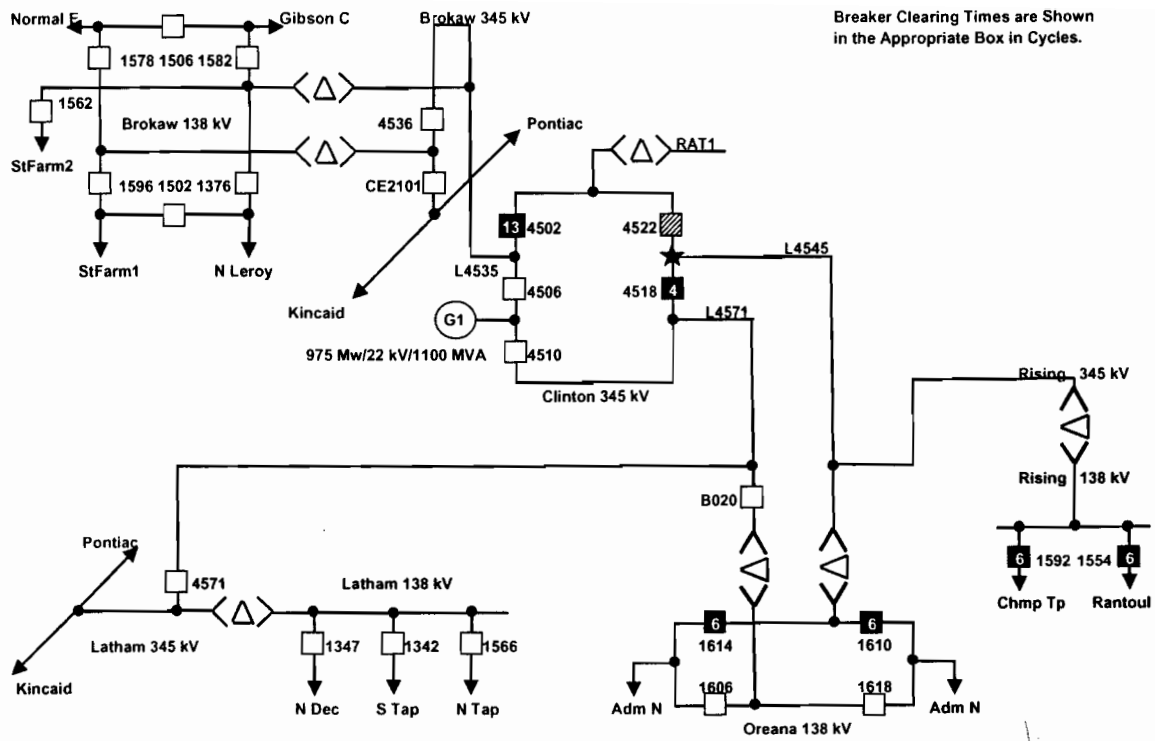 Normal E
Gibson C
Brokaw 345 kV
Breaker Clearing Times are Shown
in the Appropriate Box in Cycles.
1578 1506 1582
1562
Brokaw 138 kV
4536
Pontiac
RAT1
StFarm2
1596 1502 1376
CE2101
13
4502
4522
L4545
StFarm1
N Leroy
L4535
4506
4518
4
L4571
Kincaid
G1
975 Mw/22 kV/1100 MVA
4510
Clinton 345 kV
Rising 345 kV
Rising 138 kV
B020
Pontiac
4571
Latham 138 kV
6
1592
1554
6
Chmp Tp
Rantoul
Latham 345 kV
1347
1342
1566
6
1614
6
1610
Kincaid
N Dec
S Tap
N Tap
Adm N
1606
1618
Adm N
Oreana 138 kV